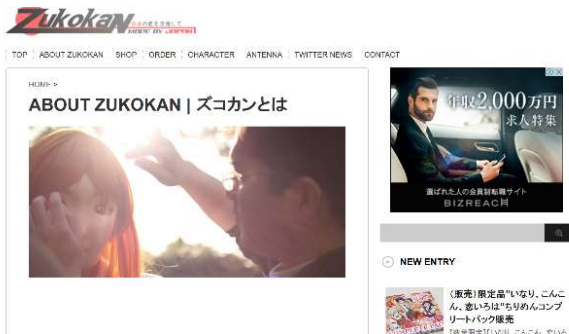 Zukokan
MADE BY JAPAN
TOP
ABOUT ZUKOKAN
SHOP
ORDER
CHARACTER
ANTENNA
TWITTER NEWS
CONTACT
HOME >
ABOUT ZUKOKAN | ズコカンとは
年収2,000万円
求人特集
選ばれた人の会員制転職サイト
BIZREACH
NEW ENTRY
(販売)限定品"いなり、こんこ
ん、恋いろは"ちりめんコンプ
リートパック販売